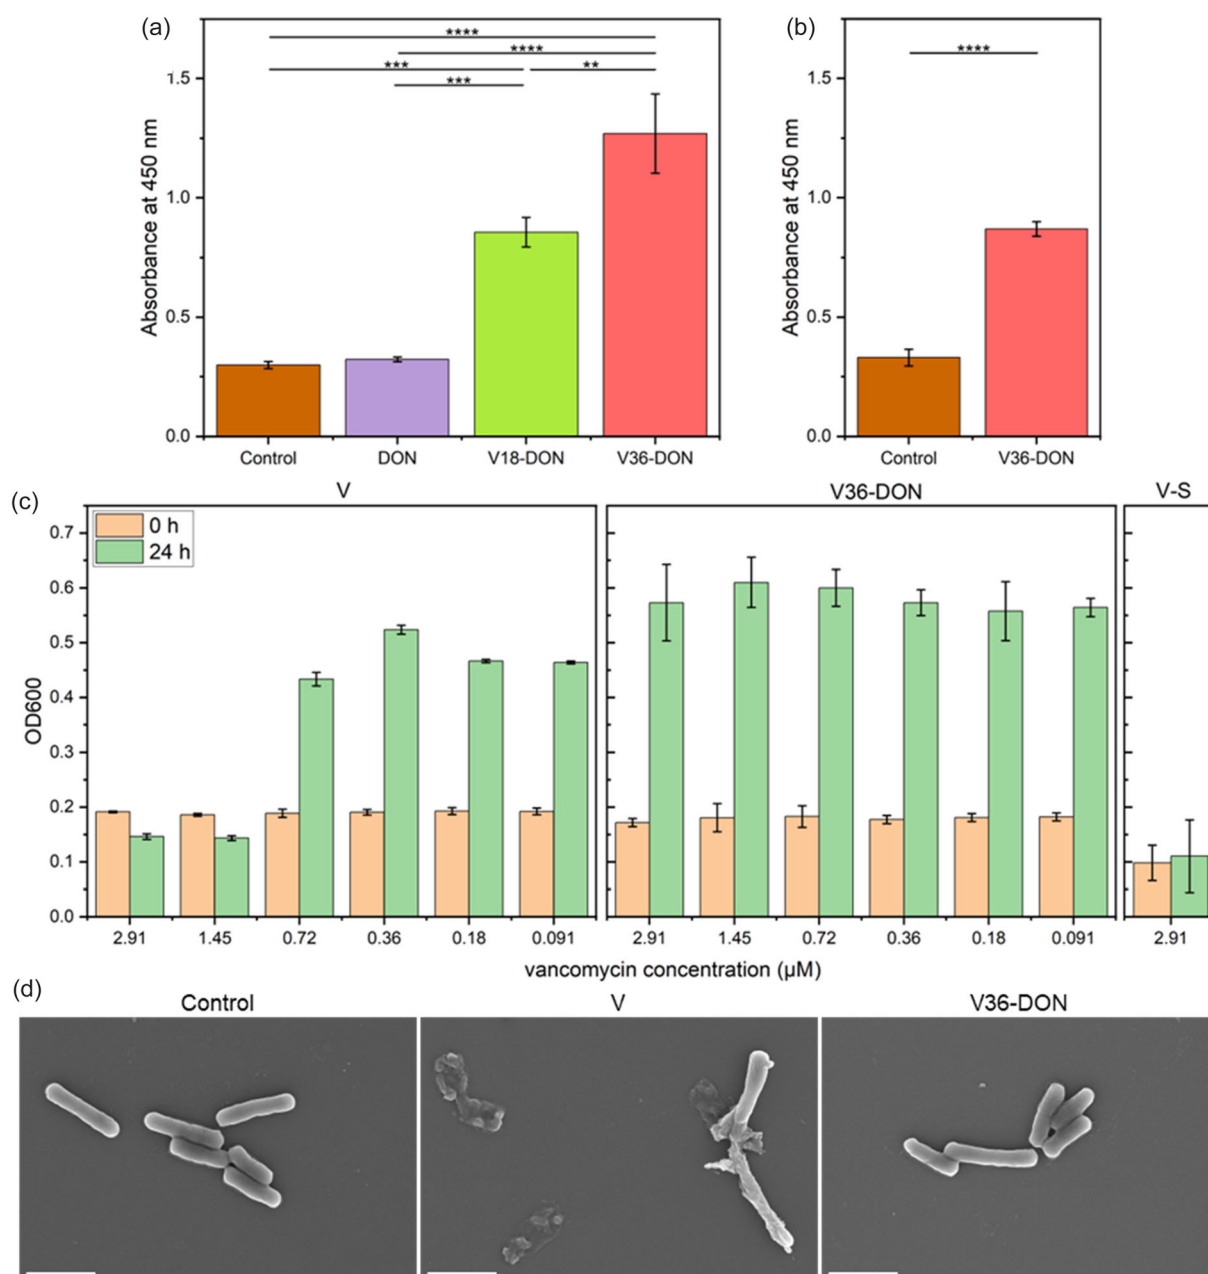 (a)
****
****
***
**
***
Absorbance at 450 nm
1.5
1.0
0.5
0.0
Control
DON
V18-DON
V36-DON
(b)
****
Absorbance at 450 nm
1.5
1.0
0.5
0.0
Control
V36-DON
(c)
V
V36-DON
V-S
0 h
24 h
OD600
0.7
0.6
0.5
0.4
0.3
0.2
0.1
0.0
2.91
1.45
0.72
0.36
0.18
0.091
2.91
1.45
0.72
0.36
0.18
0.091
2.91
vancomycin concentration (µM)
(d)
Control
V
V36-DON